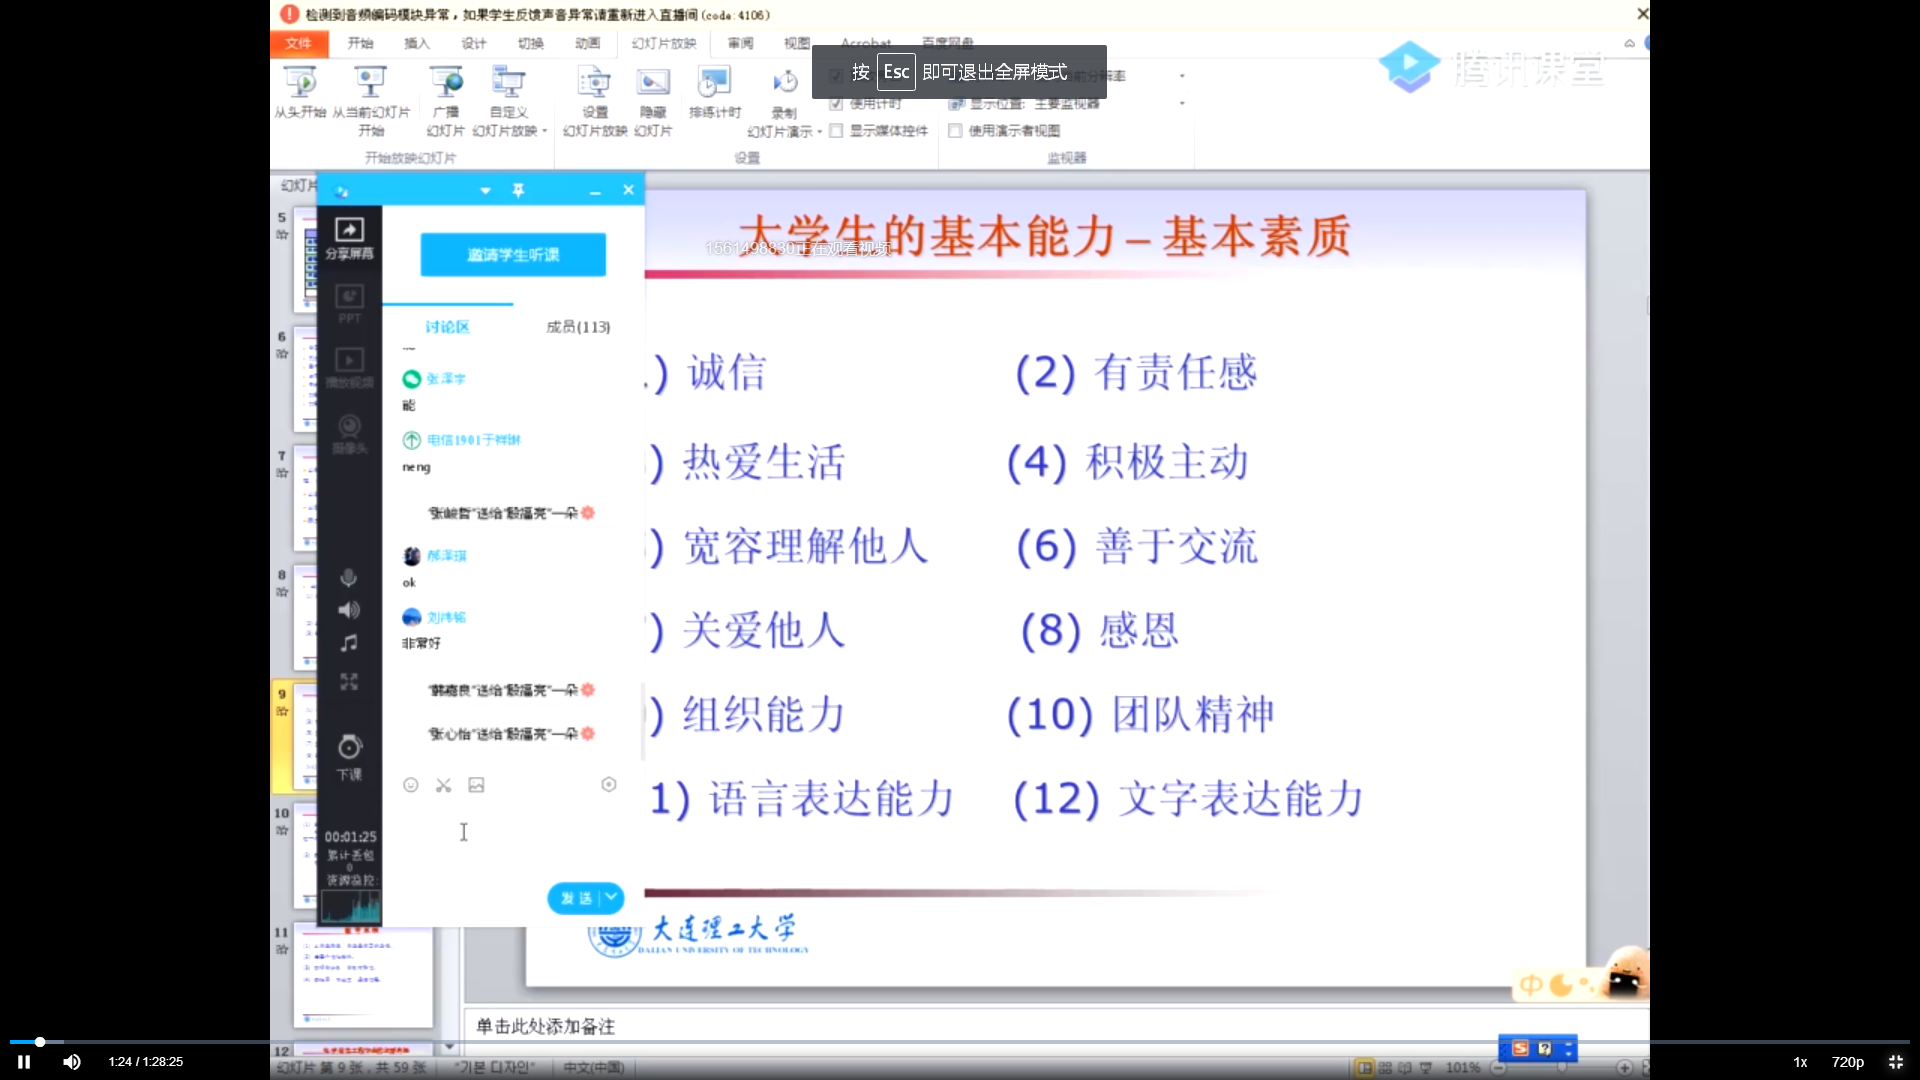 检测到音频编码模块异常，如果学生反馈声音异常请重新进入直播间(code:4106)
文件 开始 插入 设计 切换 动画 幻灯片放映 审阅 视图 Acrobat 百度网盘
按 Esc 即可退出全屏模式
腾讯课堂
从头开始 从当前幻灯片 开始
广播 幻灯片
自定义 幻灯片放映
设置 幻灯片放映
隐藏 幻灯片
排练计时
录制 幻灯片演示
使用计时
显示媒体控件
显示位置: 主要监视器
使用演示者视图
开始放映幻灯片 设置 监视器
幻灯片
5
6
7
8
9
10
11
12
分享屏幕
PPT
播放视频
摄像头
下课
00:01:25
累计丢包
0
资源监控:
邀请学生听课
讨论区 成员(113)
张泽宇
能
电信1901于祥琳
neng
"张峻哲"送给"殷福亮"一朵
郝泽琪
ok
刘祎铭
非常好
"韩嘉良"送给"殷福亮"一朵
"张心怡"送给"殷福亮"一朵
发送
大学生的基本能力 – 基本素质
1561498830正在观看视频
) 诚信 (2) 有责任感
) 热爱生活 (4) 积极主动
) 宽容理解他人 (6) 善于交流
) 关爱他人 (8) 感恩
) 组织能力 (10) 团队精神
1) 语言表达能力 (12) 文字表达能力
大连理工大学
DALIAN UNIVERSITY OF TECHNOLOGY
中
单击此处添加备注
幻灯片 第 9 张，共 59 张 "기본 디자인" 中文(中国) 101%
1:24 / 1:28:25 1x 720p